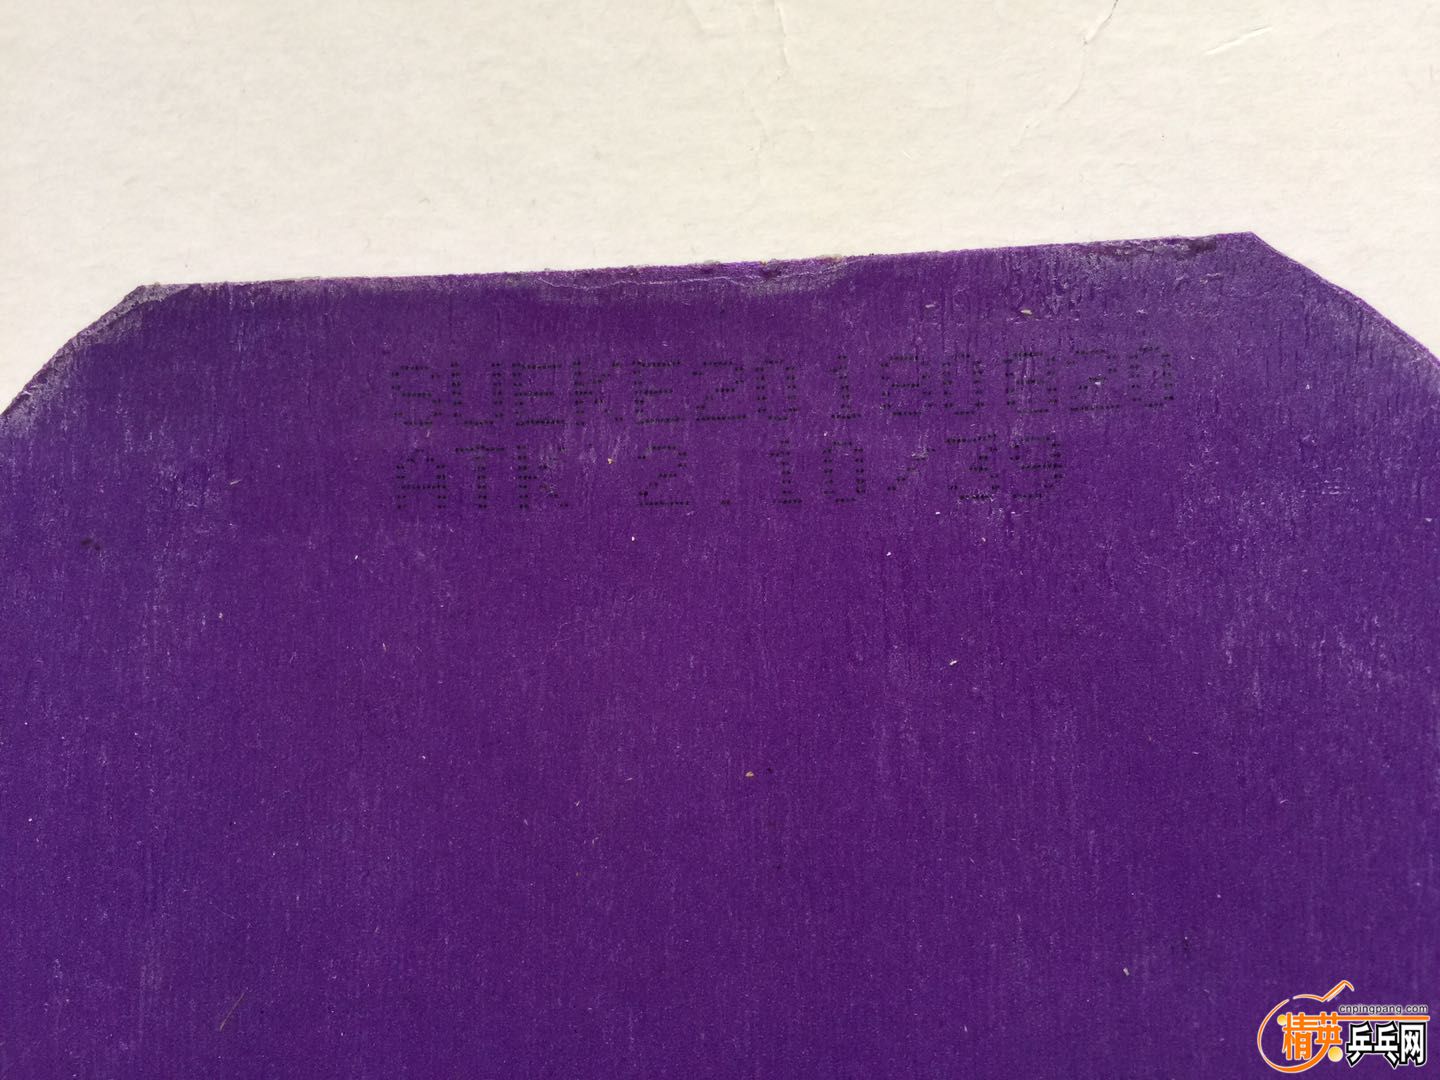 SUEKE20180820
ATK 2.10/39
cnpingpang.com
精英乒乓网